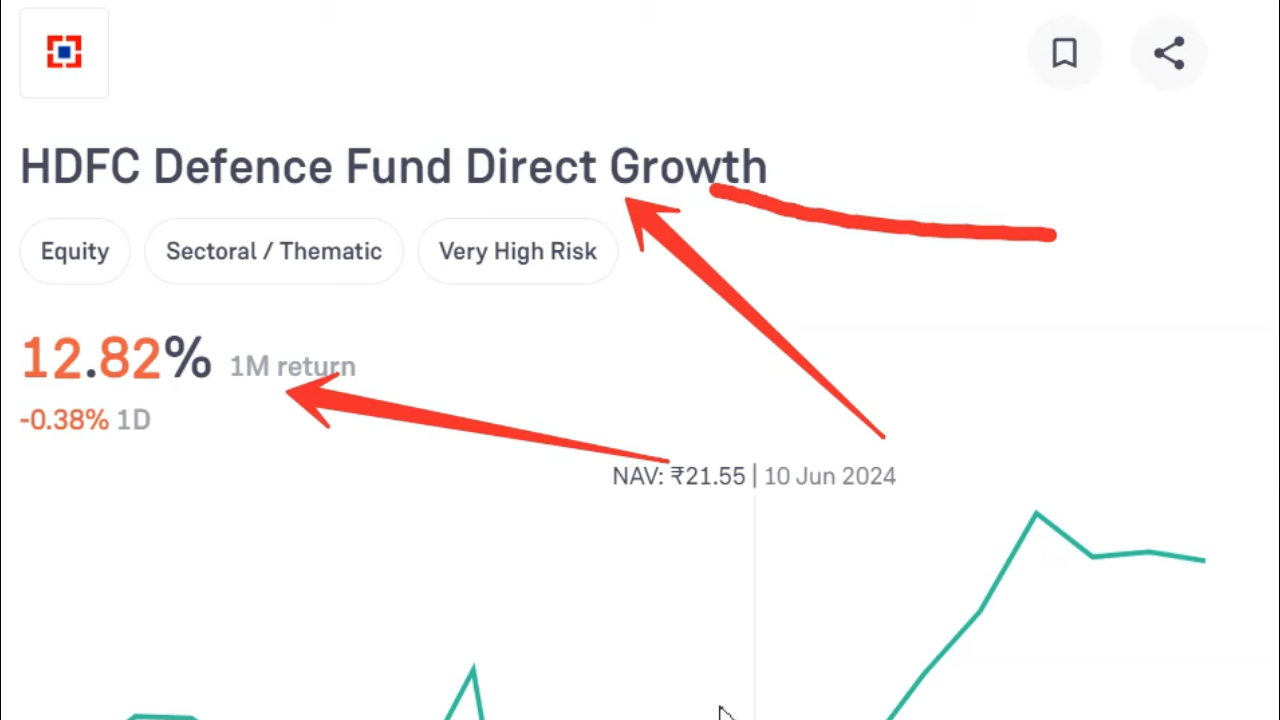 HDFC Defence Fund Direct Growth
Equity Sectoral / Thematic Very High Risk
12.82% 1M return
-0.38% 1D
NAV: ₹21.55 | 10 Jun 2024